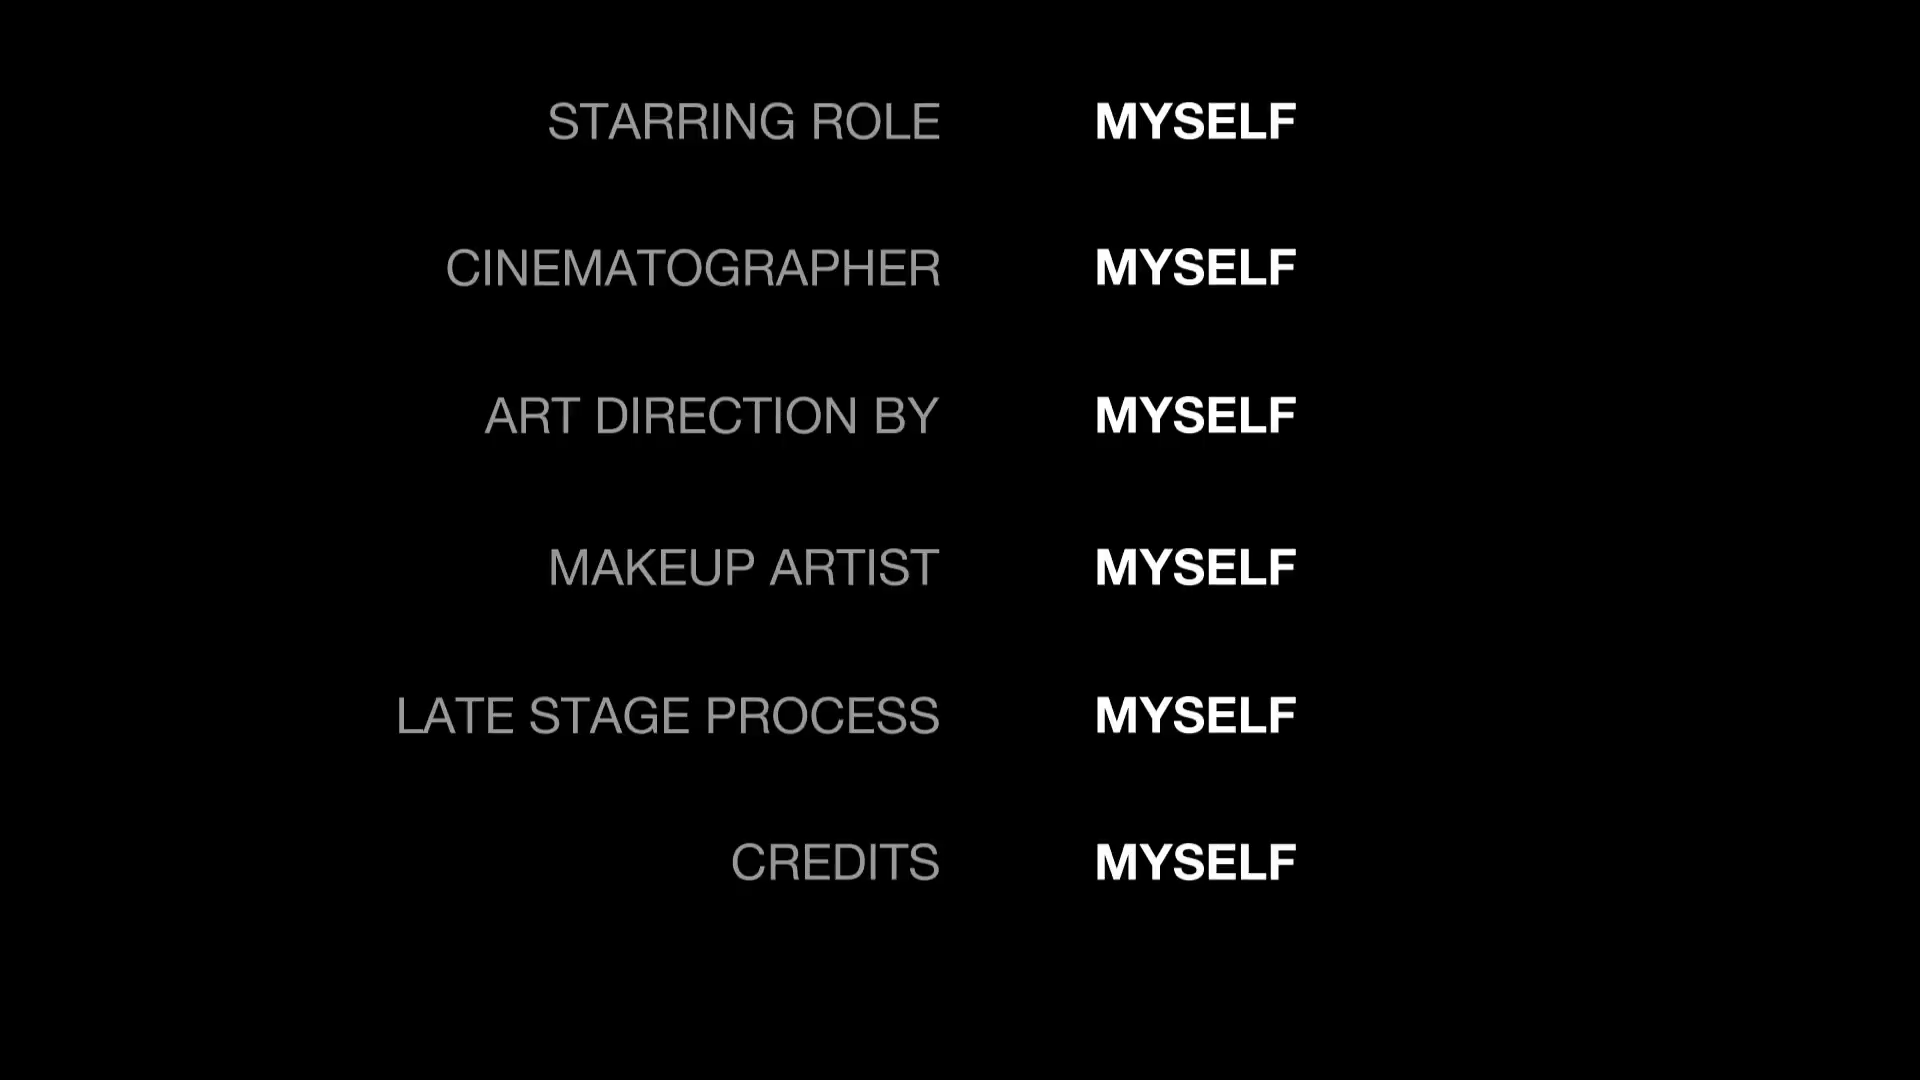 STARRING ROLE MYSELF
CINEMATOGRAPHER MYSELF
ART DIRECTION BY MYSELF
MAKEUP ARTIST MYSELF
LATE STAGE PROCESS MYSELF
CREDITS MYSELF